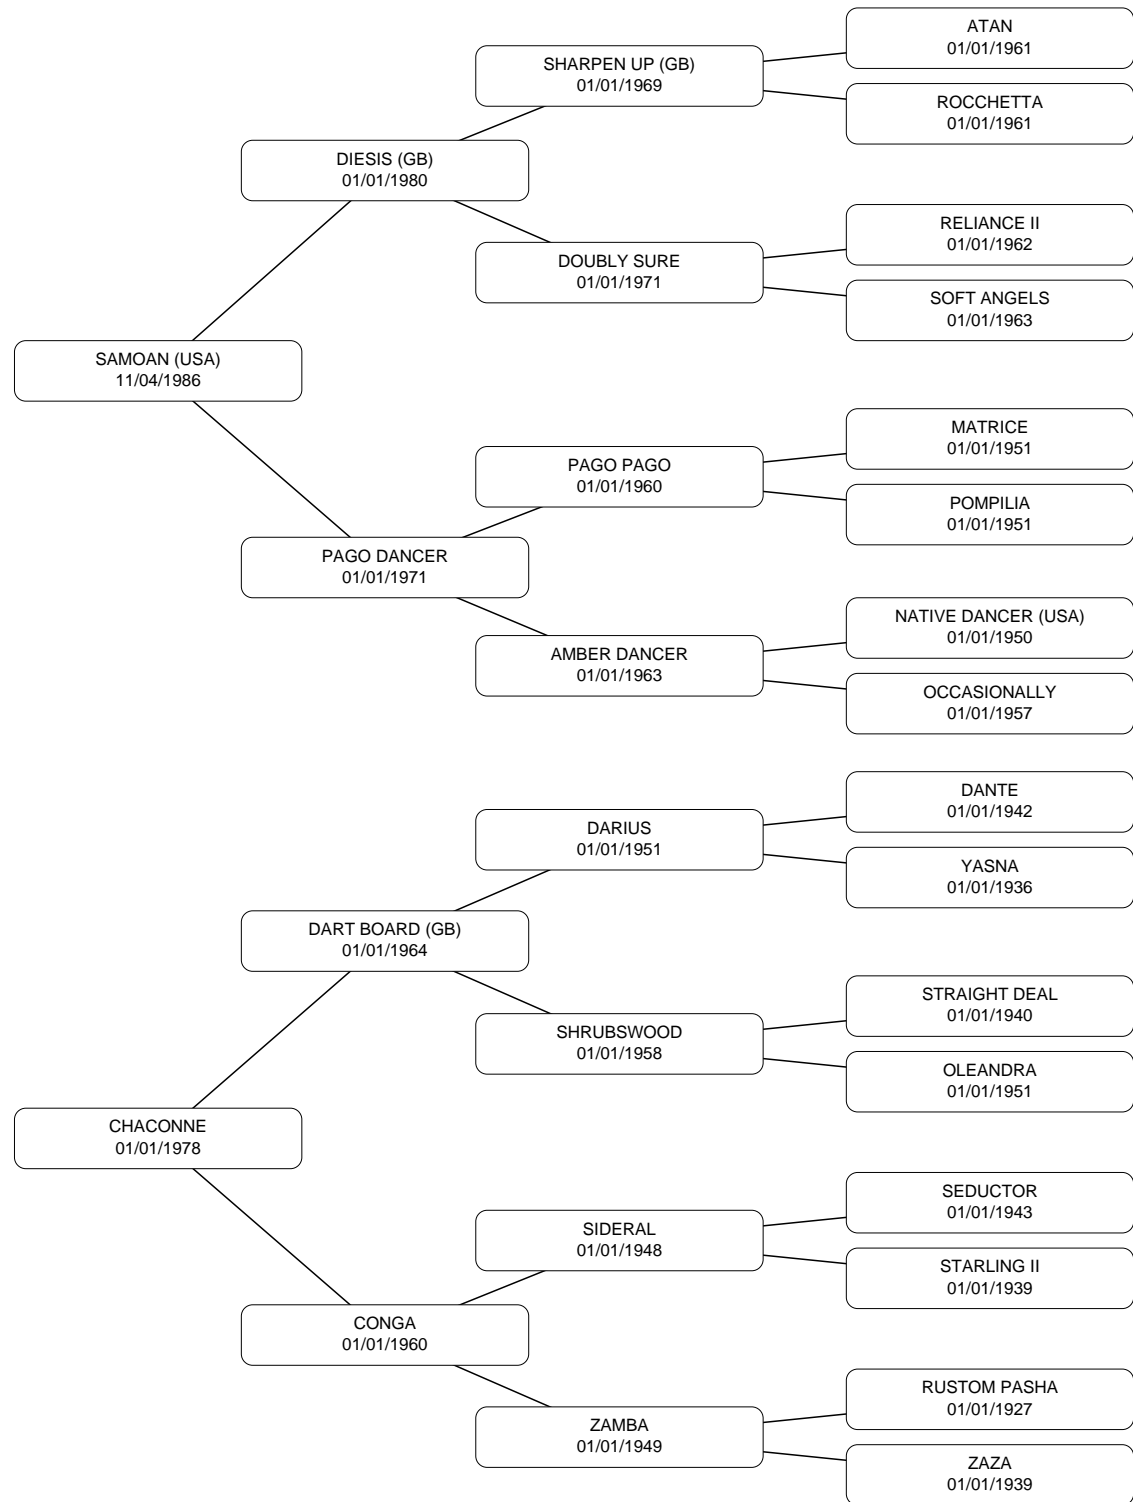 ATAN
01/01/1961
SHARPEN UP (GB)
01/01/1969
ROCCHETTA
01/01/1961
DIESIS (GB)
01/01/1980
RELIANCE II
01/01/1962
DOUBLY SURE
01/01/1971
SOFT ANGELS
01/01/1963
SAMOAN (USA)
11/04/1986
MATRICE
01/01/1951
PAGO PAGO
01/01/1960
POMPILIA
01/01/1951
PAGO DANCER
01/01/1971
NATIVE DANCER (USA)
01/01/1950
AMBER DANCER
01/01/1963
OCCASIONALLY
01/01/1957
DANTE
01/01/1942
DARIUS
01/01/1951
YASNA
01/01/1936
DART BOARD (GB)
01/01/1964
STRAIGHT DEAL
01/01/1940
SHRUBSWOOD
01/01/1958
OLEANDRA
01/01/1951
CHACONNE
01/01/1978
SEDUCTOR
01/01/1943
SIDERAL
01/01/1948
STARLING II
01/01/1939
CONGA
01/01/1960
RUSTOM PASHA
01/01/1927
ZAMBA
01/01/1949
ZAZA
01/01/1939